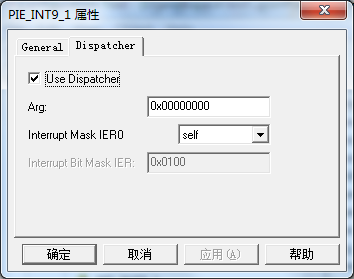 PIE_INT9_1 属性
General Dispatcher
Use Dispatcher
Arg: 0x00000000
Interrupt Mask IER0 self
Interrupt Bit Mask IER: 0x0100
确定 取消 应用(A) 帮助